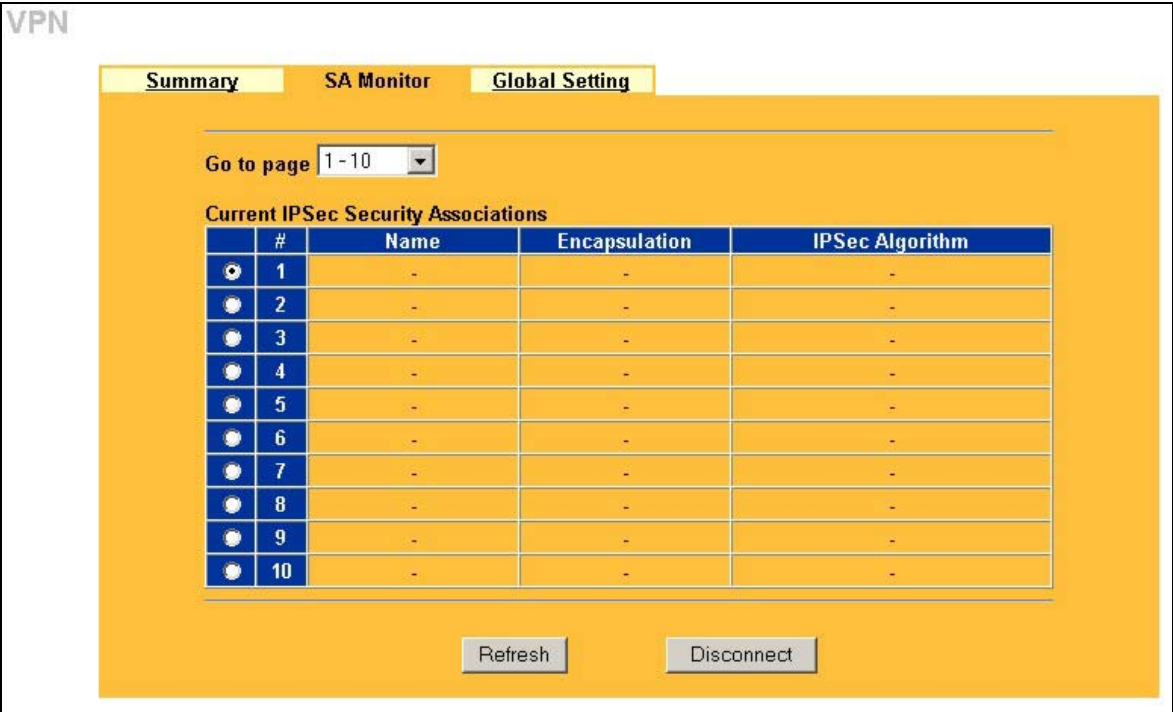 VPN
Summary SA Monitor Global Setting
Go to page 1 - 10
Current IPSec Security Associations
# Name Encapsulation IPSec Algorithm
1 - - -
2 - - -
3 - - -
4 - - -
5 - - -
6 - - -
7 - - -
8 - - -
9 - - -
10 - - -
Refresh Disconnect